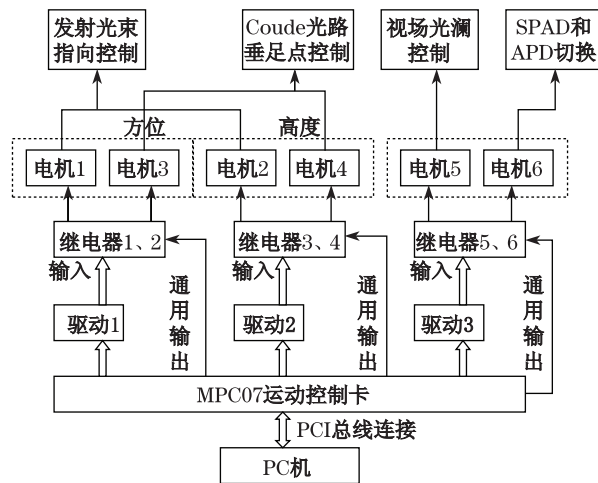 发射光束
指向控制
Coude光路
垂足点控制
视场光澜
控制
SPAD和
APD切换
方位
高度
电机1
电机3
电机2
电机4
电机5
电机6
继电器1、2
继电器3、4
继电器5、6
输入
通用输出
输入
通用输出
输入
通用输出
驱动1
驱动2
驱动3
MPC07运动控制卡
PCI总线连接
PC机